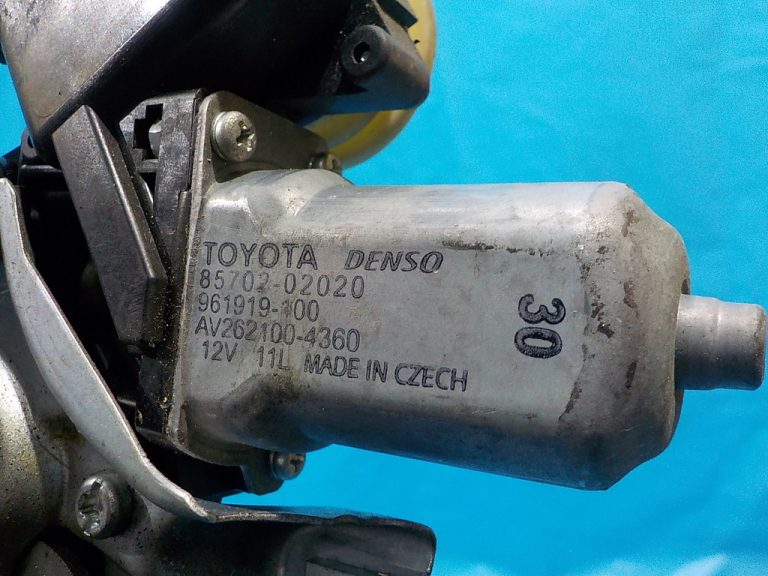 TOYOTA DENSO
85702-02020
961919-100
AV262100-4360
12V 11L MADE IN CZECH
30